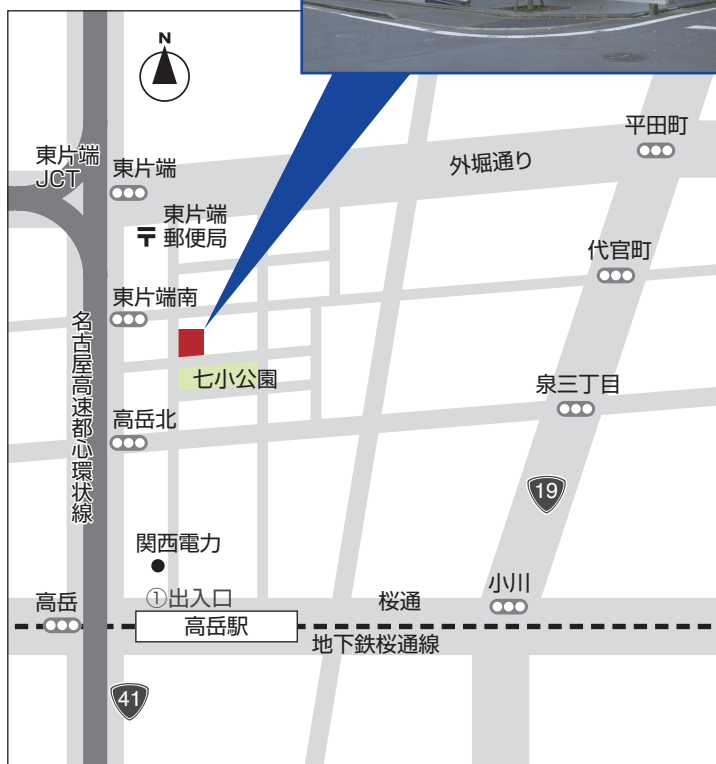 N
平田町
外堀通り
東片端
JCT
東片端
東片端
郵便局
代官町
東片端南
名古屋高速都心環状線
七小公園
泉三丁目
高岳北
19
関西電力
①出入口
小川
高岳
桜通
高岳駅
地下鉄桜通線
41